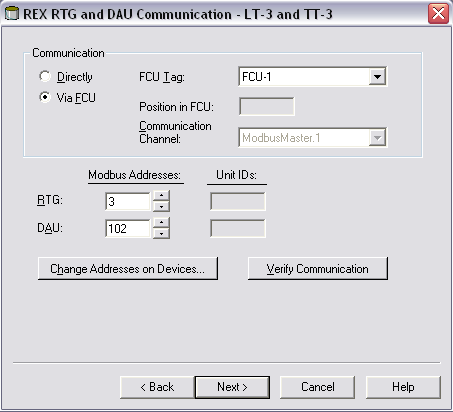 REX RTG and DAU Communication - LT-3 and TT-3
Communication
Directly
Via FCU
FCU Tag:
FCU-1
Position in FCU:
Communication
Channel:
ModbusMaster.1
Modbus Addresses:
Unit IDs:
RTG:
3
DAU:
102
Change Addresses on Devices...
Verify Communication
< Back
Next >
Cancel
Help